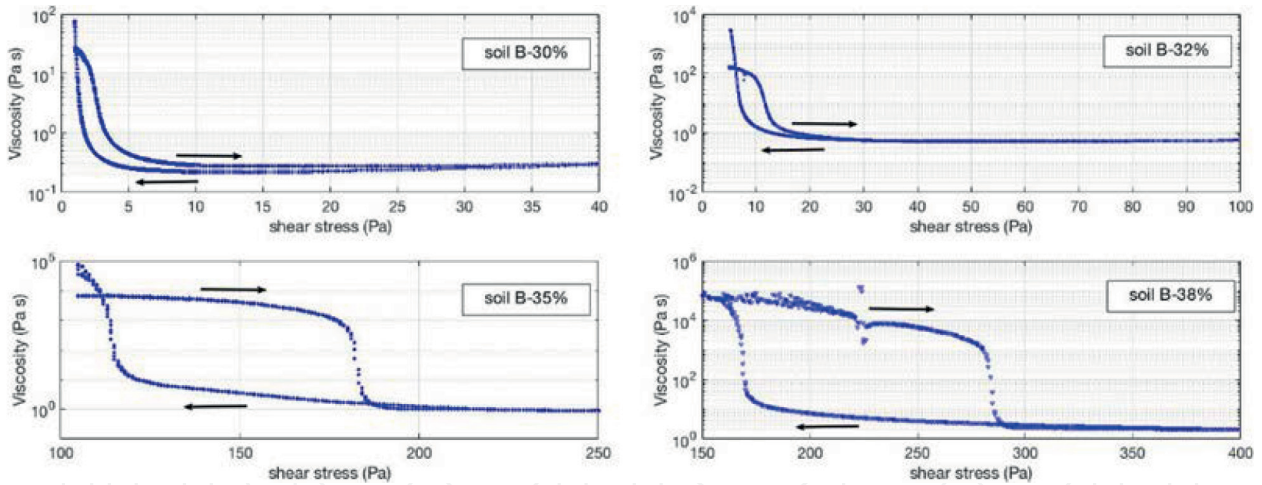 10^2
10^1
10^0
10^-1
Viscosity (Pa s)
soil B-30%
0 5 10 15 20 25 30 35 40
shear stress (Pa)
10^4
10^2
10^0
10^-2
Viscosity (Pa s)
soil B-32%
0 10 20 30 40 50 60 70 80 90 100
shear stress (Pa)
10^5
10^0
Viscosity (Pa s)
soil B-35%
100 150 200 250
shear stress (Pa)
10^6
10^4
10^2
10^0
Viscosity (Pa s)
soil B-38%
150 200 250 300 350 400
shear stress (Pa)